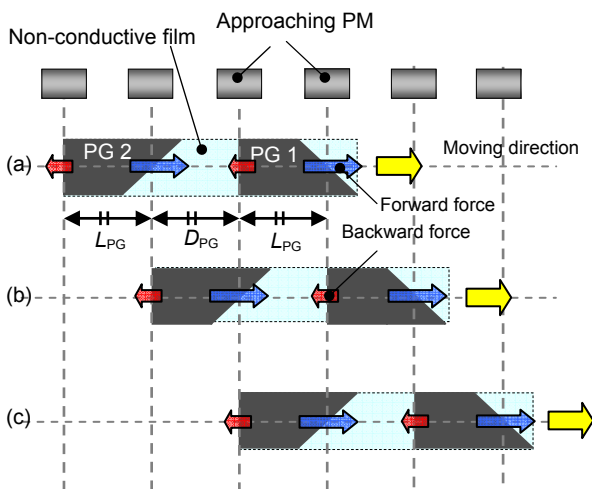 Approaching PM
Non-conductive film
(a)
PG 2
PG 1
Moving direction
Forward force
Backward force
L_PG
D_PG
L_PG
(b)
(c)